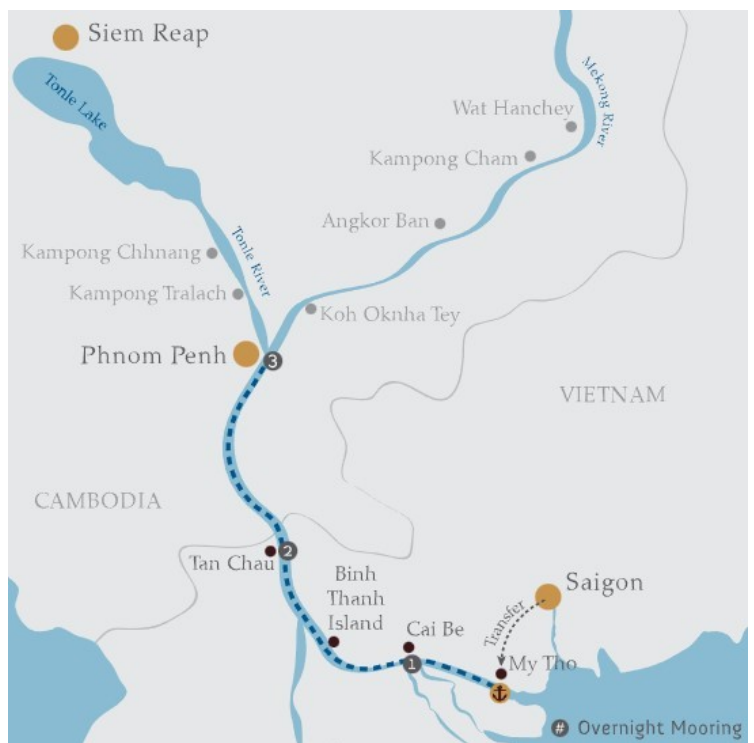 Siem Reap
Tonle Lake
Mekong River
Wat Hanchey
Kampong Cham
Angkor Ban
Kampong Chhnang
Tonle River
Kampong Tralach
Koh Oknha Tey
Phnom Penh
3
VIETNAM
CAMBODIA
2
Tan Chau
Binh
Thanh
Island
Saigon
Transfer
Cai Be
1
My Tho
# Overnight Mooring